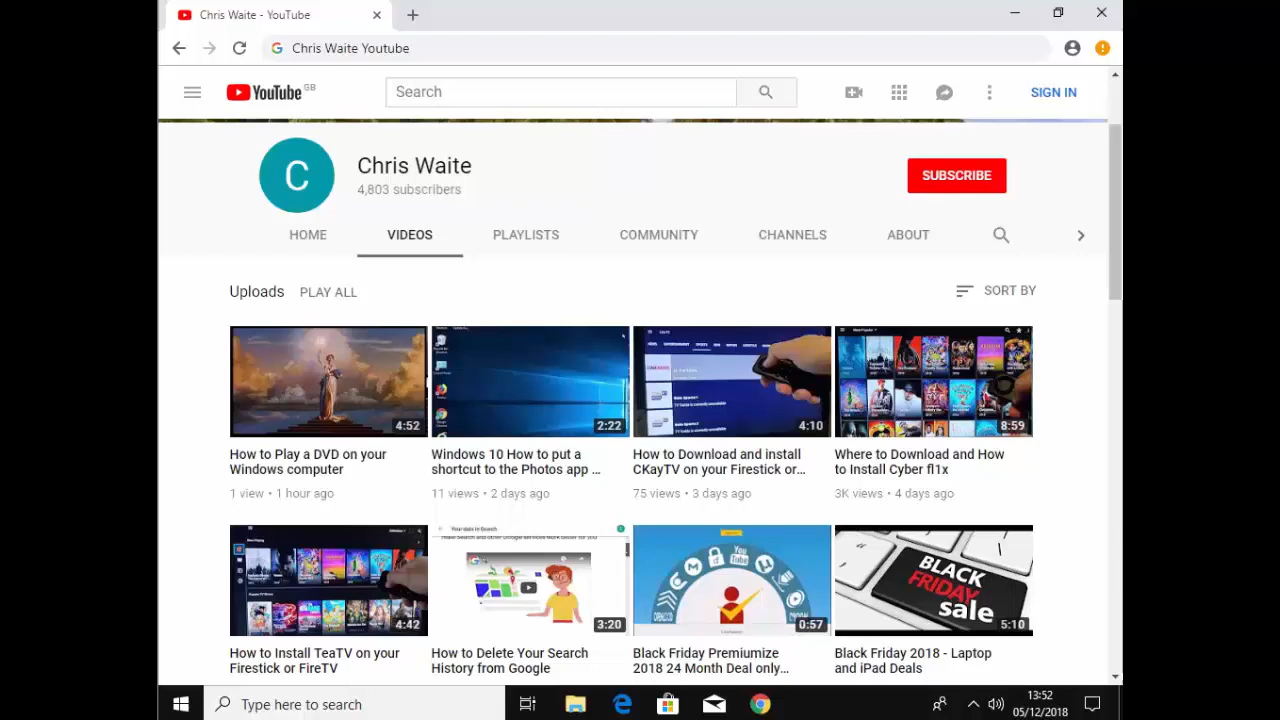 Chris Waite - YouTube
Chris Waite Youtube
YouTube GB
Search
SIGN IN
C
Chris Waite
4,803 subscribers
SUBSCRIBE
HOME
VIDEOS
PLAYLISTS
COMMUNITY
CHANNELS
ABOUT
Uploads
PLAY ALL
SORT BY
4:52
2:22
4:10
8:59
How to Play a DVD on your
Windows computer
1 view • 1 hour ago
Windows 10 How to put a
shortcut to the Photos app ...
11 views • 2 days ago
How to Download and install
CKayTV on your Firestick or...
75 views • 3 days ago
Where to Download and How
to Install Cyber fl1x
3K views • 4 days ago
4:42
Your data in Search
3:20
You
Tube
0:57
BLACK
FRIDAY
sale
5:10
How to Install TeaTV on your
Firestick or FireTV
How to Delete Your Search
History from Google
Black Friday Premiumize
2018 24 Month Deal only...
Black Friday 2018 - Laptop
and iPad Deals
Type here to search
13:52
05/12/2018